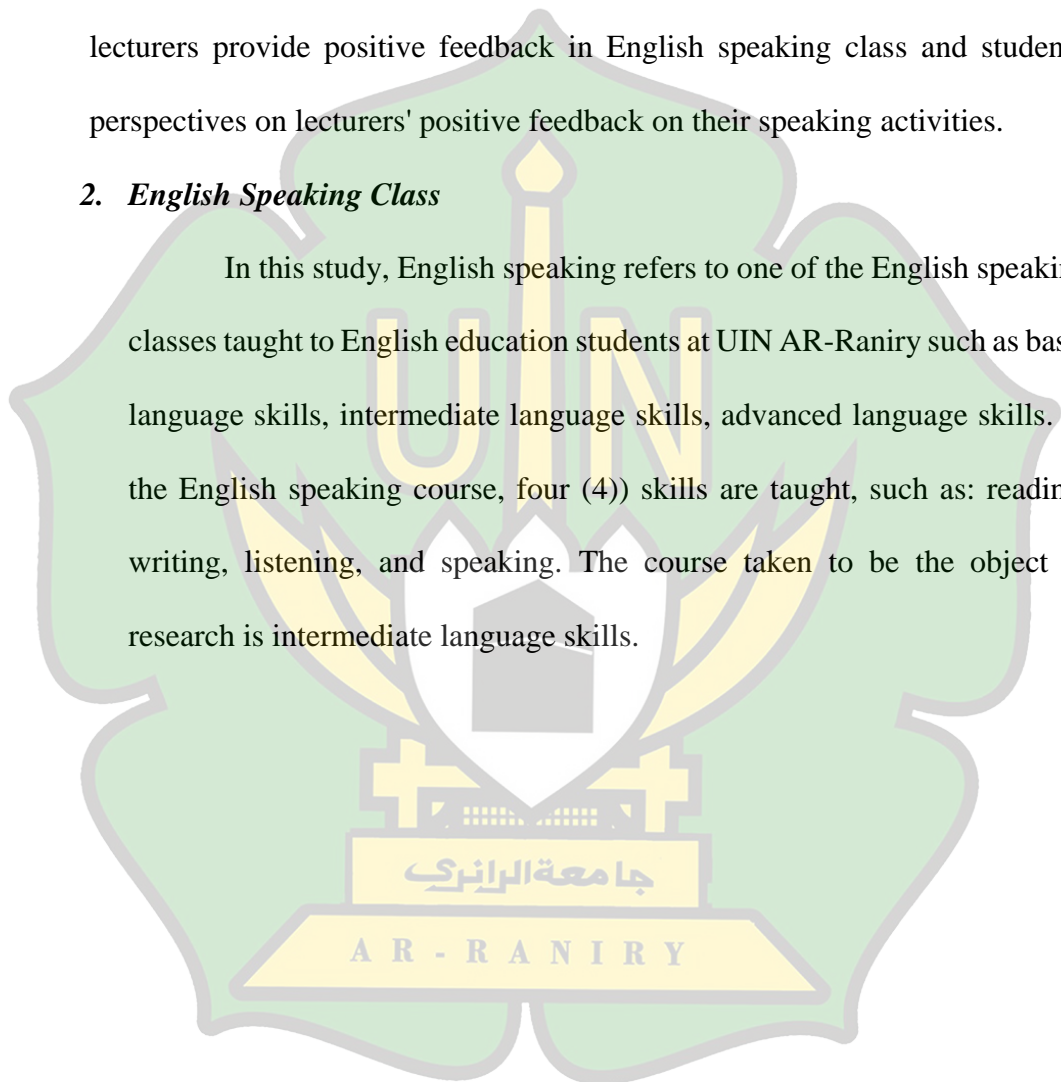 lecturers provide positive feedback in English speaking class and studen
perspectives on lecturers' positive feedback on their speaking activities.
2. English Speaking Class
In this study, English speaking refers to one of the English speaki
classes taught to English education students at UIN AR-Raniry such as bas
language skills, intermediate language skills, advanced language skills.
the English speaking course, four (4)) skills are taught, such as: readin
writing, listening, and speaking. The course taken to be the object
research is intermediate language skills.
UIN
جامعة الرانري
AR-RANIRY